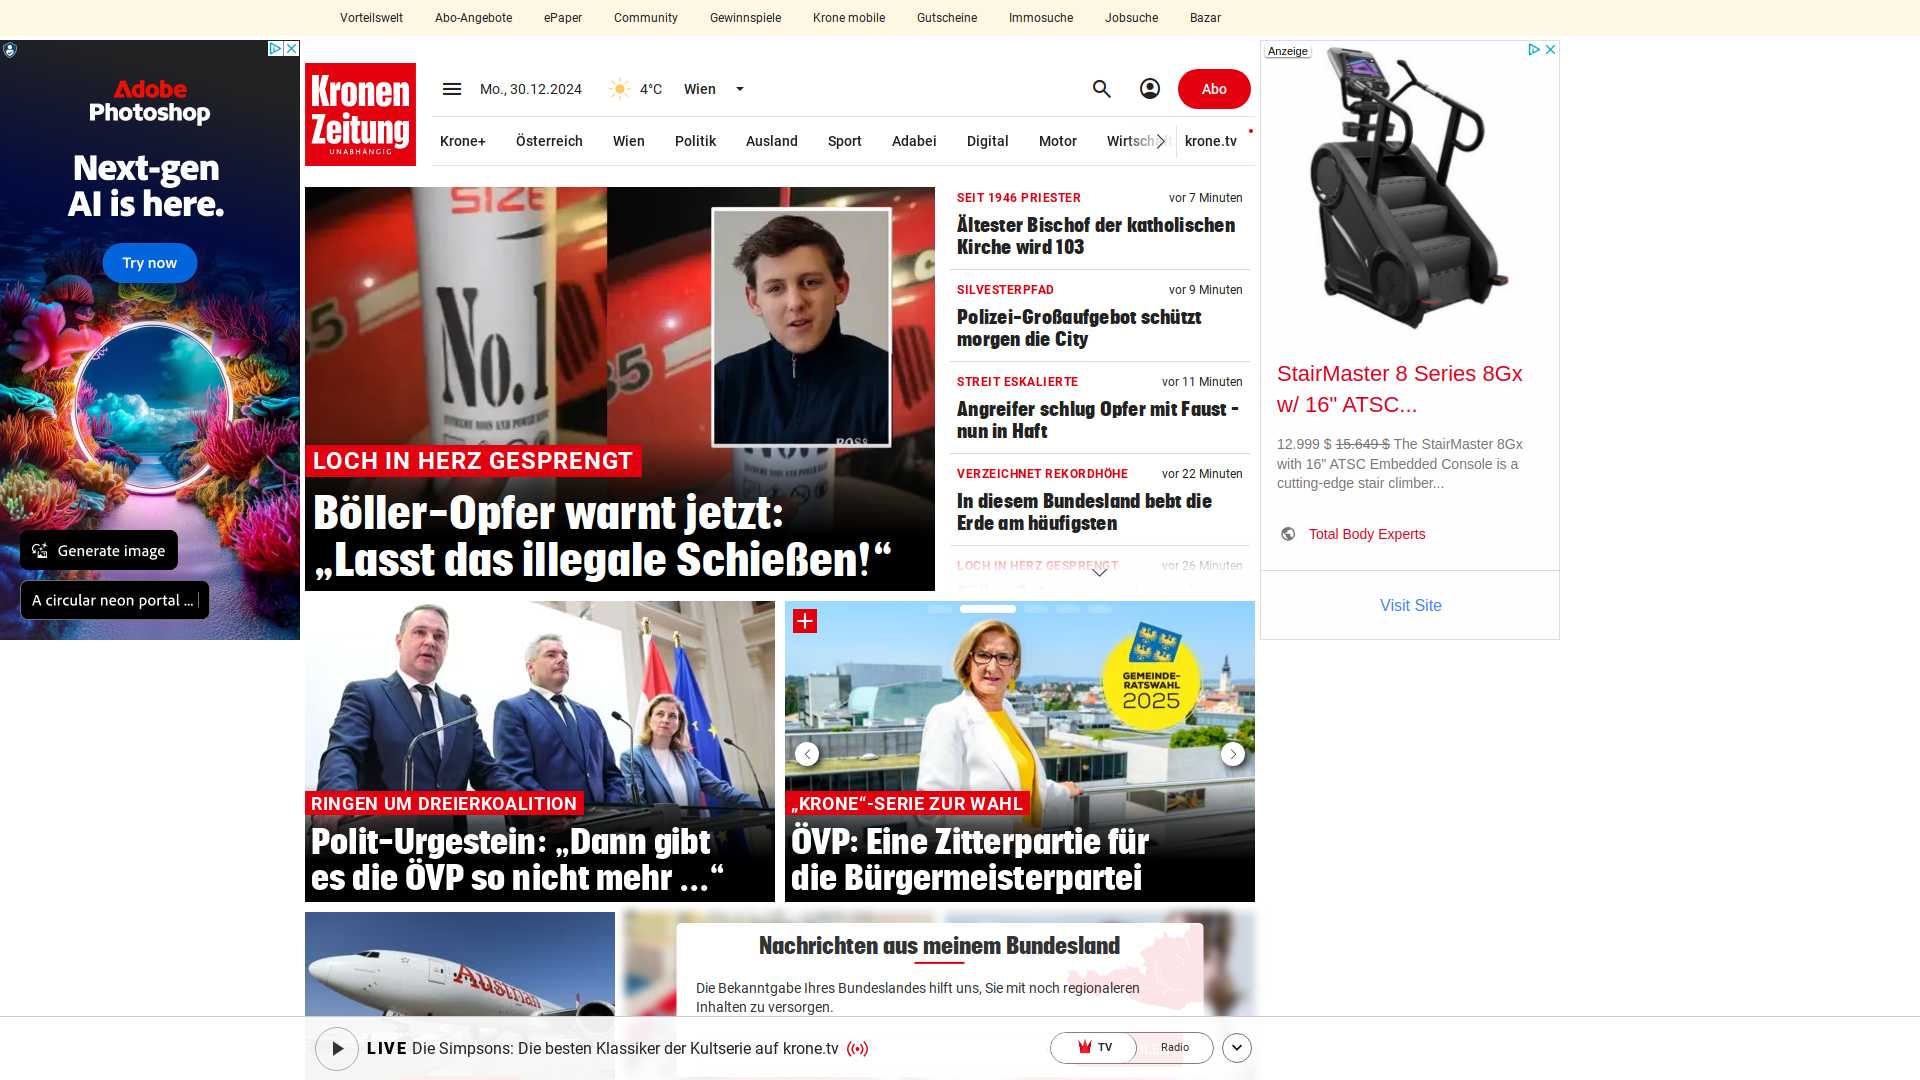 Vorteilswelt
Abo-Angebote
ePaper
Community
Gewinnspiele
Krone mobile
Gutscheine
Immosuche
Jobsuche
Bazar
Adobe
Photoshop
Next-gen
AI is here.
Try now
Generate image
A circular neon portal ...
Kronen
Zeitung
UNABHÄNGIG
Mo., 30.12.2024
4°C
Wien
Abo
Krone+
Österreich
Wien
Politik
Ausland
Sport
Adabei
Digital
Motor
krone.tv
SIZE
No.1
LOCH IN HERZ GESPRENGT
Böller-Opfer warnt jetzt:
„Lasst das illegale Schießen!“
SEIT 1946 PRIESTER
vor 7 Minuten
Ältester Bischof der katholischen
Kirche wird 103
SILVESTERPFAD
vor 9 Minuten
Polizei-Großaufgebot schützt
morgen die City
STREIT ESKALIERTE
vor 11 Minuten
Angreifer schlug Opfer mit Faust -
nun in Haft
VERZEICHNET REKORDHÖHE
vor 22 Minuten
In diesem Bundesland bebt die
Erde am häufigsten
LOCH IN HERZ GESPRENGT
vor 26 Minuten
RINGEN UM DREIERKOALITION
Polit-Urgestein: „Dann gibt
es die ÖVP so nicht mehr ...“
GEMEINDE-
RATSWAHL
2025
„KRONE“-SERIE ZUR WAHL
ÖVP: Eine Zitterpartie für
die Bürgermeisterpartei
Austrian
Nachrichten aus meinem Bundesland
Die Bekanntgabe Ihres Bundeslandes hilft uns, Sie mit noch regionaleren
Inhalten zu versorgen.
Anzeige
StairMaster 8 Series 8Gx
w/ 16" ATSC...
12.999 $ 15.649 $ The StairMaster 8Gx
with 16" ATSC Embedded Console is a
cutting-edge stair climber...
Total Body Experts
Visit Site
LIVE Die Simpsons: Die besten Klassiker der Kultserie auf krone.tv
TV
Radio